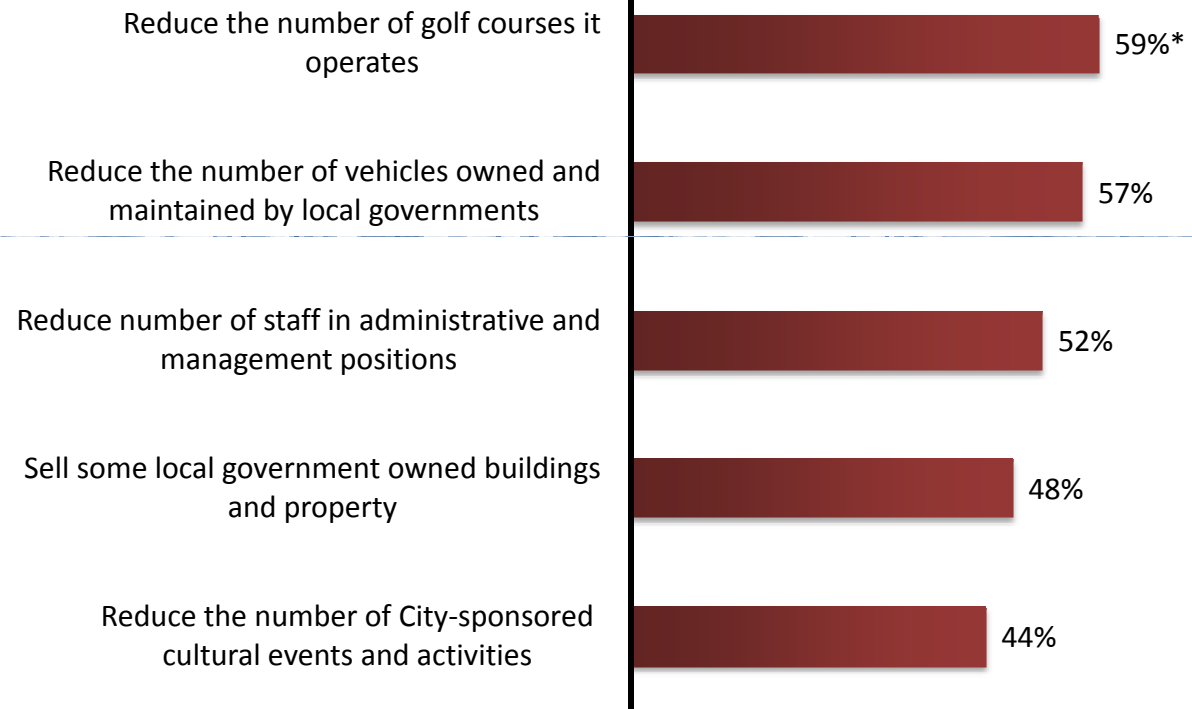 Reduce the number of golf courses it
operates
59%*
Reduce the number of vehicles owned and
maintained by local governments
57%
Reduce number of staff in administrative and
management positions
52%
Sell some local government owned buildings
and property
48%
Reduce the number of City-sponsored
cultural events and activities
44%